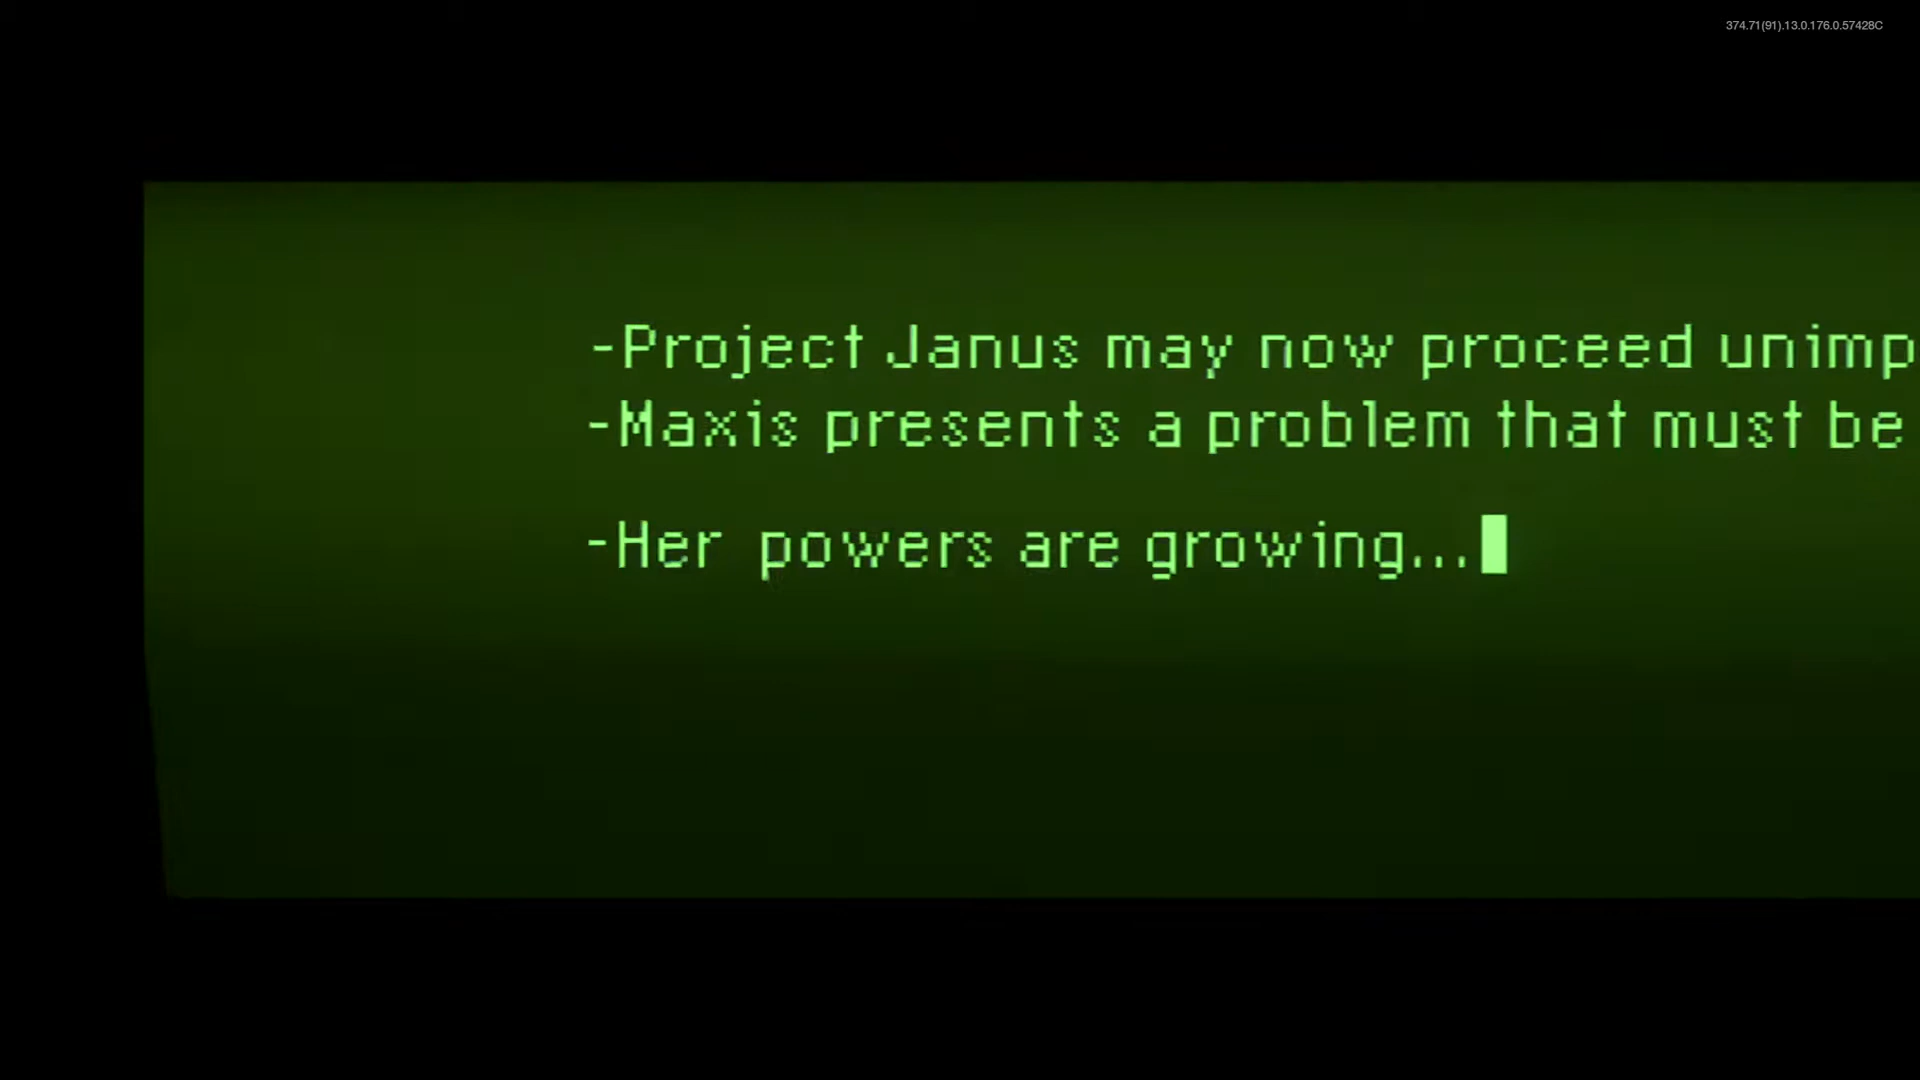 374.71(91).13.0.176.0.57428C
-Project Janus may now proceed unimp
-Maxis presents a problem that must be
-Her powers are growing...